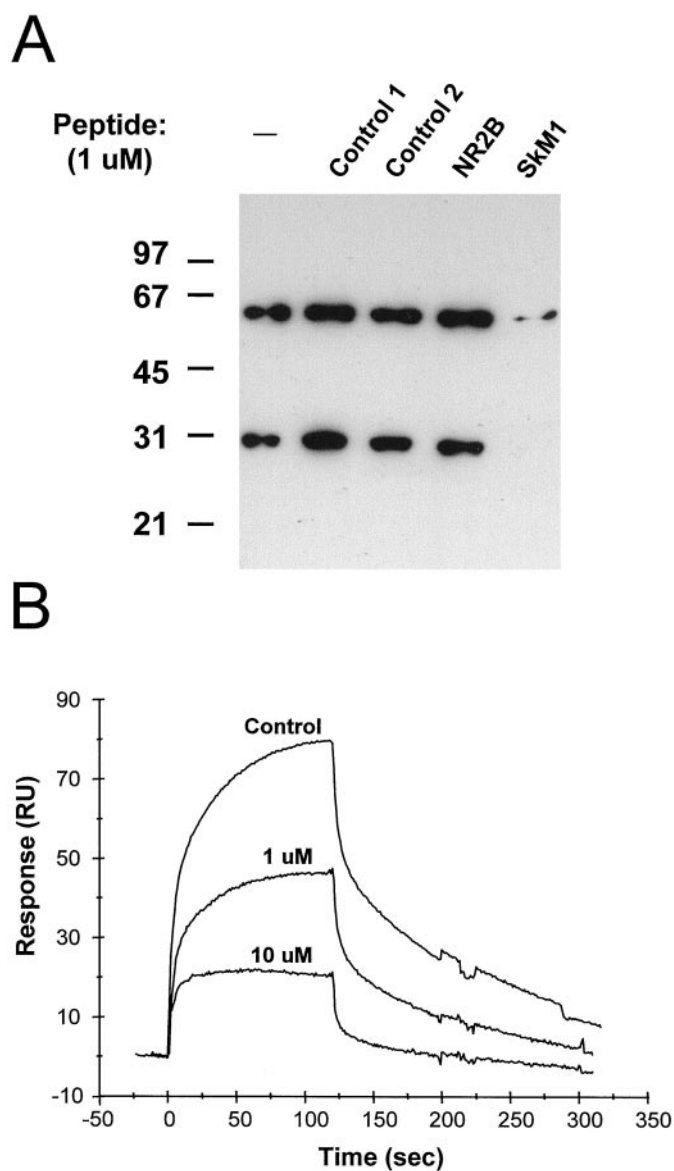 A
Peptide:
(1 uM)
—
Control 1
Control 2
NR2B
SkM1
97
67
45
31
21
B
90
70
50
30
10
-10
Response (RU)
Control
1 uM
10 uM
-50
0
50
100
150
200
250
300
350
Time (sec)